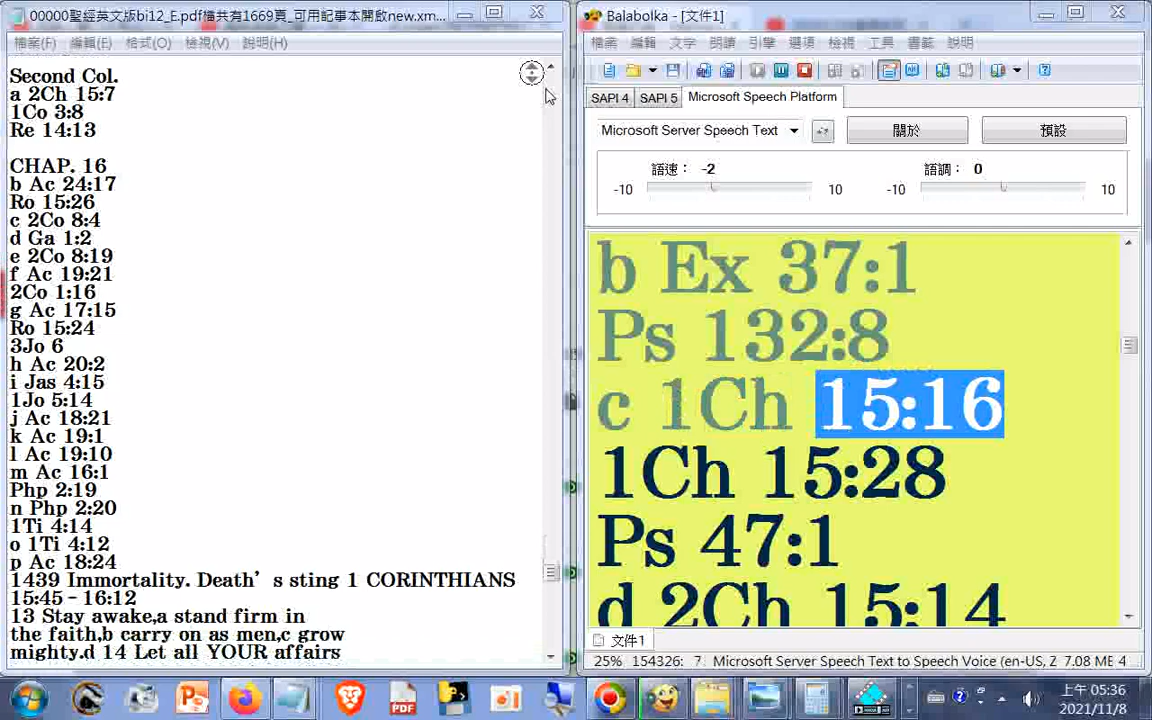 00000聖經英文版bi12_E.pdf檔共有1669頁_可用記事本開啟new.xm...
檔案(F) 編輯(E) 格式(O) 檢視(V) 說明(H)
Second Col.
a 2Ch 15:7
1Co 3:8
Re 14:13
CHAP. 16
b Ac 24:17
Ro 15:26
c 2Co 8:4
d Ga 1:2
e 2Co 8:19
f Ac 19:21
2Co 1:16
g Ac 17:15
Ro 15:24
3Jo 6
h Ac 20:2
i Jas 4:15
1Jo 5:14
j Ac 18:21
k Ac 19:1
l Ac 19:10
m Ac 16:1
Php 2:19
n Php 2:20
1Ti 4:14
o 1Ti 4:12
p Ac 18:24
1439 Immortality. Death’s sting 1 CORINTHIANS
15:45–16:12
13 Stay awake,a stand firm in
the faith,b carry on as men,c grow
mighty.d 14 Let all YOUR affairs
Balabolka - [文件1]
檔案 編輯 文字 朗讀 引擎 選項 檢視 工具 書籤 說明
SAPI 4 SAPI 5 Microsoft Speech Platform
Microsoft Server Speech Text 關於 預設
語速： -2 語調： 0
-10 10 -10 10
b Ex 37:1
Ps 132:8
c 1Ch 15:16
1Ch 15:28
Ps 47:1
d 2Ch 15:14
文件1
25% 154326: 7. Microsoft Server Speech Text to Speech Voice (en-US, Z 7.08 ME 4
PDF
上午 05:36
2021/11/8